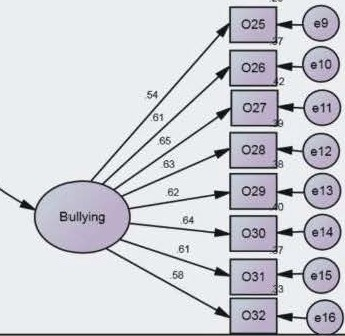 O25
e9
.37
.54
O26
e10
.42
.61
O27
e11
.39
.65
O28
e12
.38
.63
O29
e13
.40
.62
Bullying
O30
e14
.37
.64
O31
e15
.33
.61
O32
e16
.58